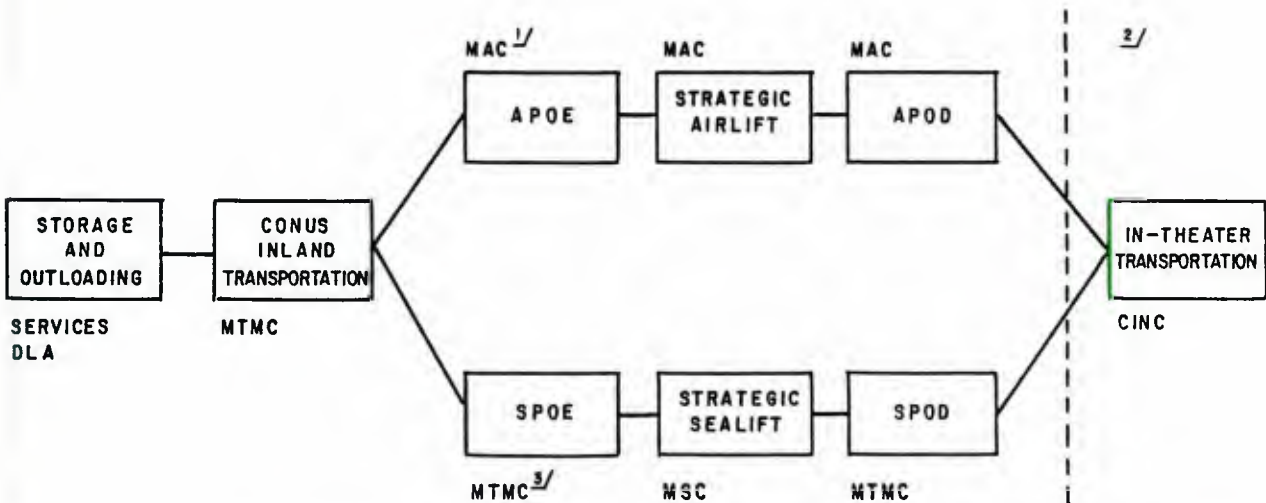 MAC 1/
MAC
MAC
2/
APOE
STRATEGIC
AIRLIFT
APOD
STORAGE
AND
OUTLOADING
CONUS
INLAND
TRANSPORTATION
IN-THEATER
TRANSPORTATION
SERVICES
DLA
MTMC
CINC
SPOE
STRATEGIC
SEALIFT
SPOD
MTMC 3/
MSC
MTMC